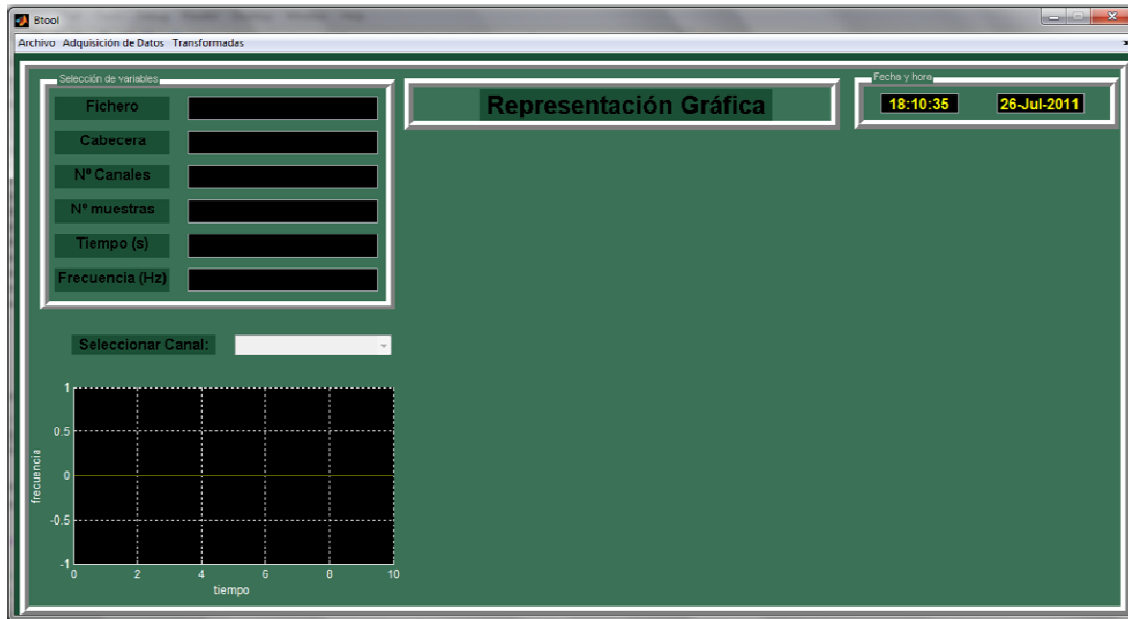 Btool
Archivo Adquisición de Datos Transformadas
Selección de variables
Fichero
Cabecera
Nº Canales
Nº muestras
Tiempo (s)
Frecuencia (Hz)
Representación Gráfica
Fecha y hora
18:10:35 26-Jul-2011
Seleccionar Canal:
1
0.5
0
-0.5
-1
frecuencia
0 2 4 6 8 10
tiempo